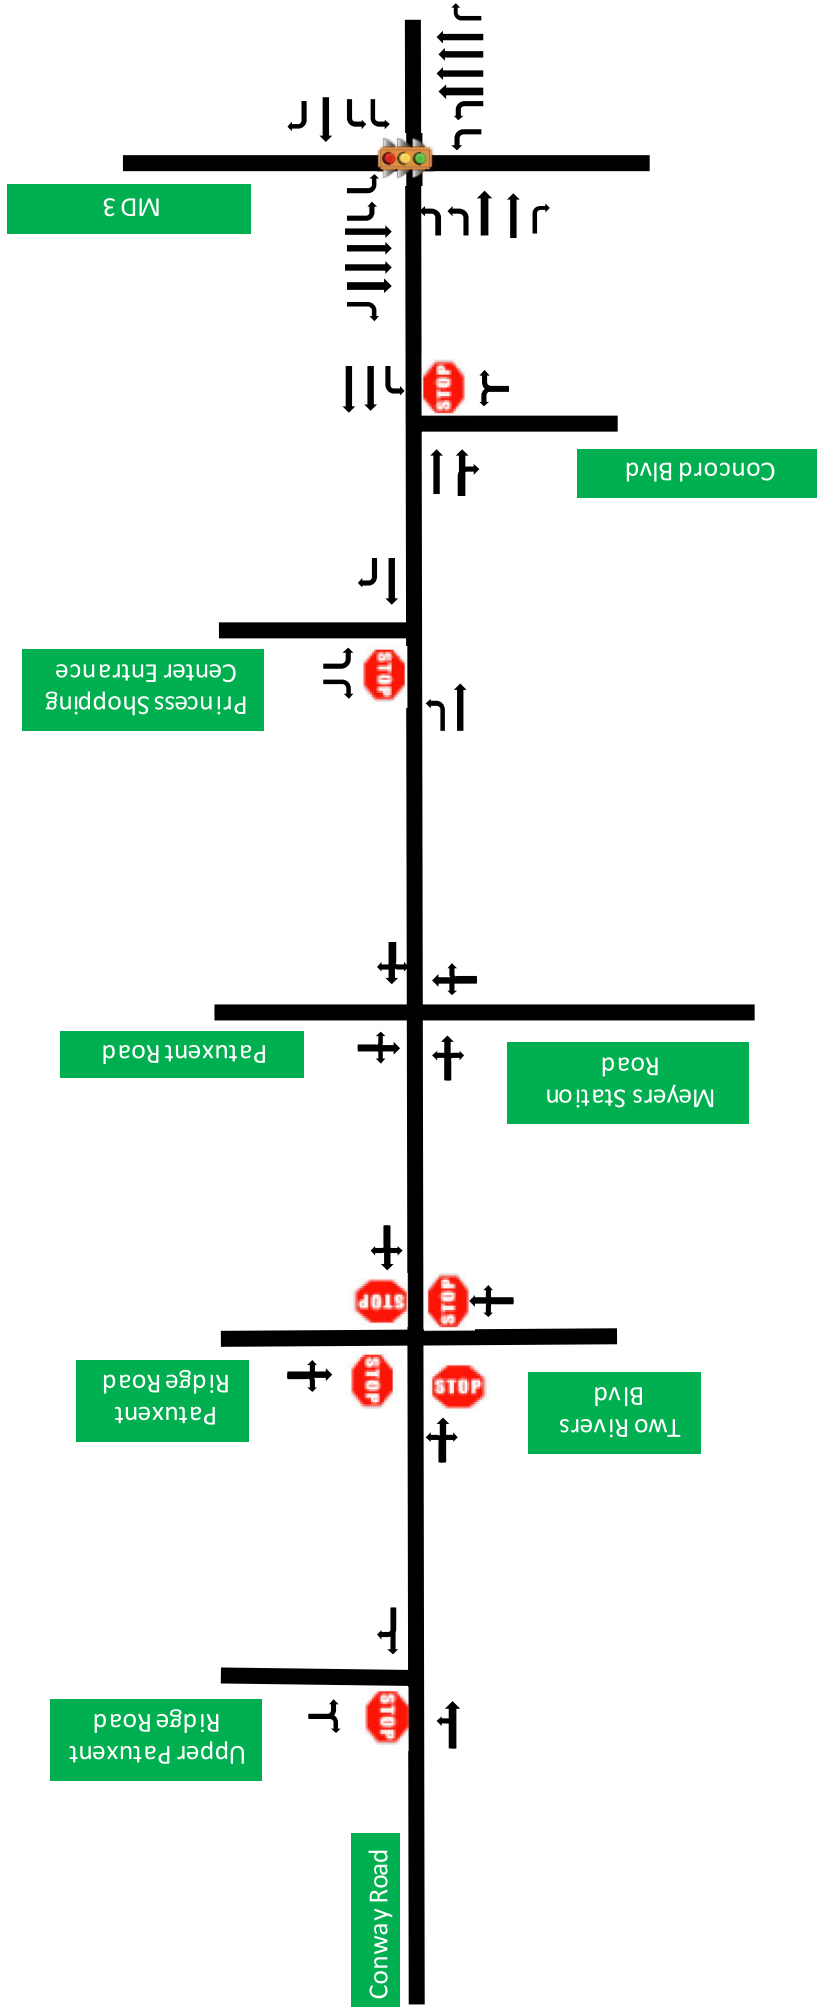 MD 3
STOP
Concord Blvd
Princess Shopping
Center Entrance
STOP
Patuxent Road
Meyers Station
Road
STOP
STOP
STOP
STOP
Patuxent
Ridge Road
Two Rivers
Blvd
Upper Patuxent
Ridge Road
STOP
Conway Road